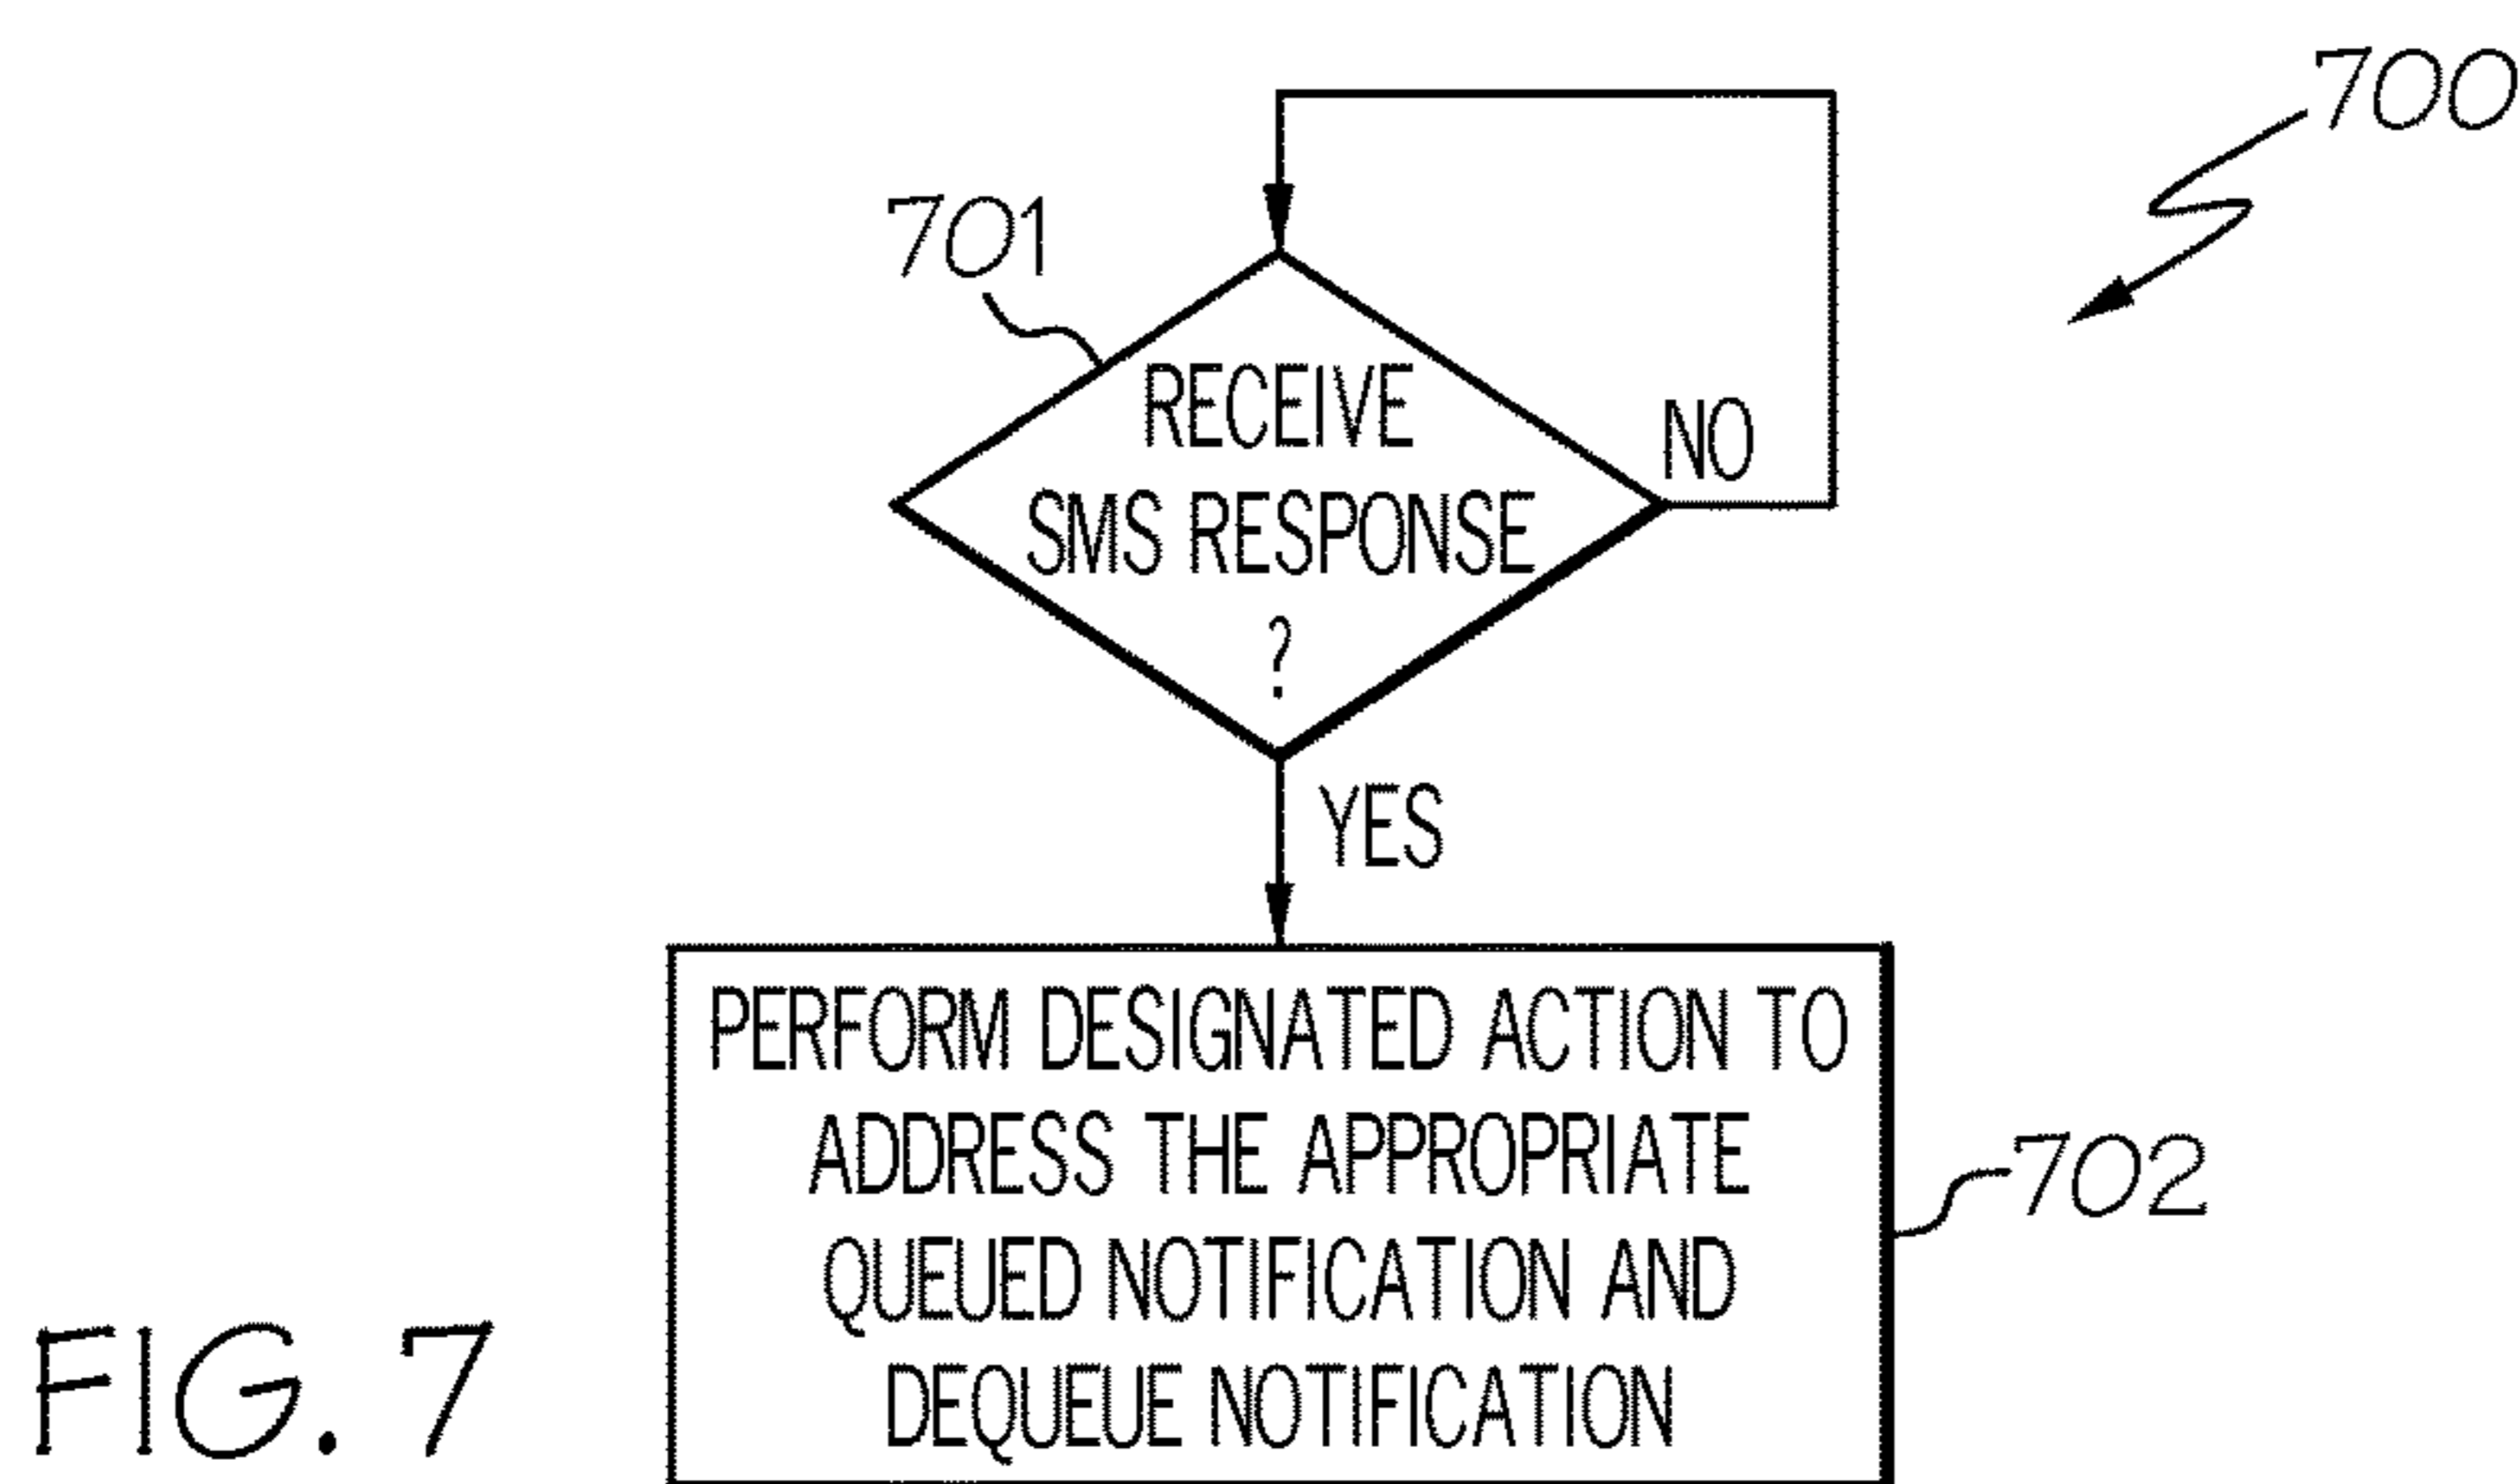 700
701
RECEIVE
SMS RESPONSE
?
NO
YES
PERFORM DESIGNATED ACTION TO
ADDRESS THE APPROPRIATE
QUEUED NOTIFICATION AND
DEQUEUE NOTIFICATION
702
FIG. 7